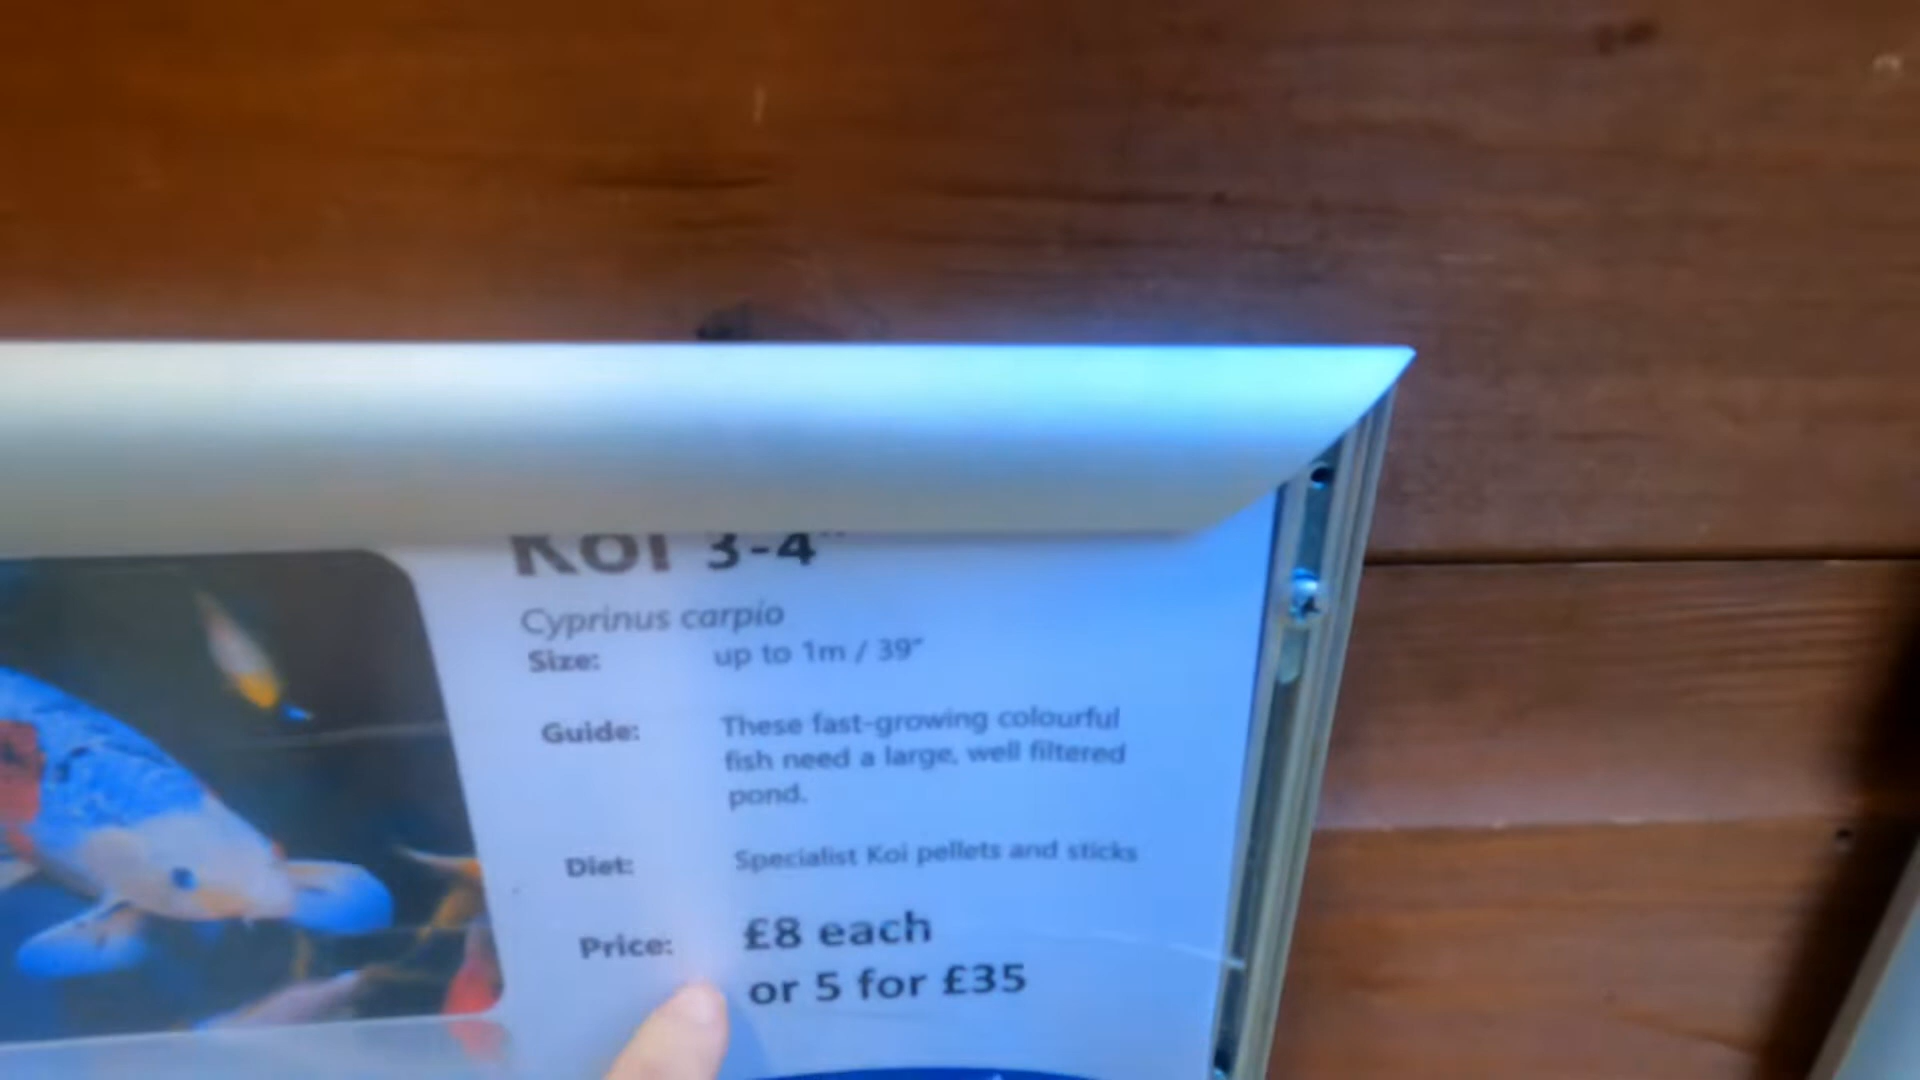 Koi 3-4"
Cyprinus carpio
Size: up to 1m / 39"
Guide: These fast-growing colourful
fish need a large, well filtered
pond.
Diet: Specialist Koi pellets and sticks
Price: £8 each
or 5 for £35